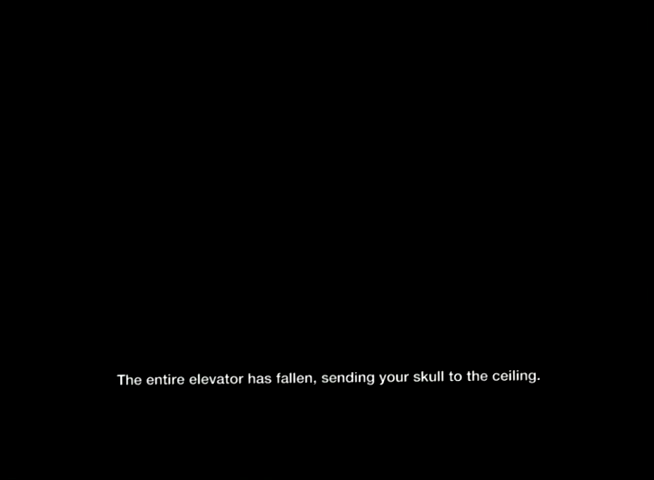 The entire elevator has fallen, sending your skull to the ceiling.